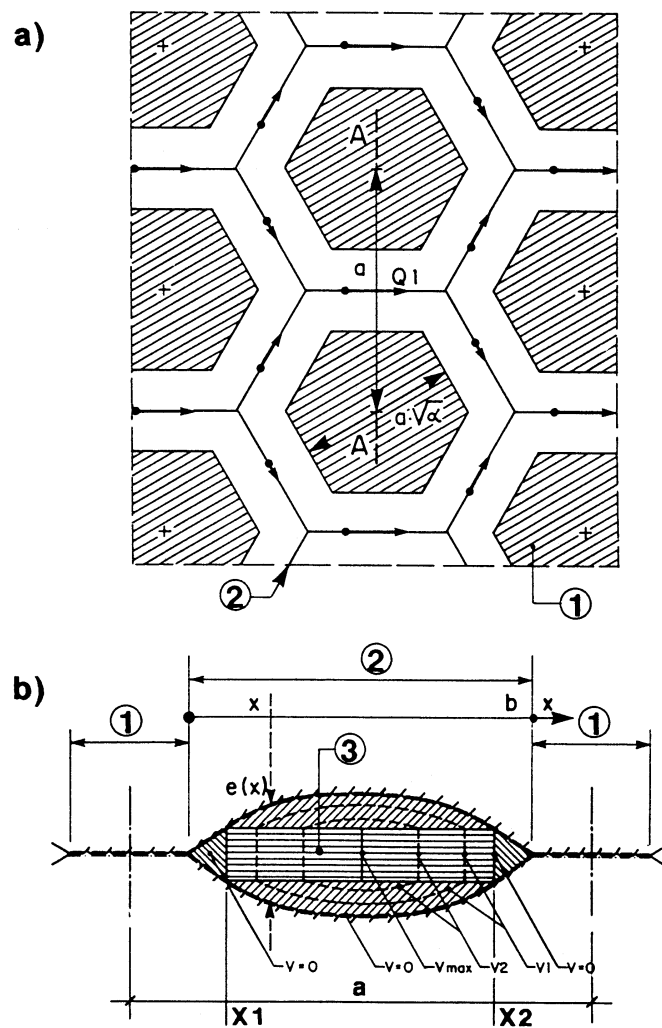 a)
A
a
Q1
a·√α
A
2
1
b)
2
1
x
b
x
1
3
e(x)
V=0
V=0
Vmax
V2
V1
V=0
a
X1
X2